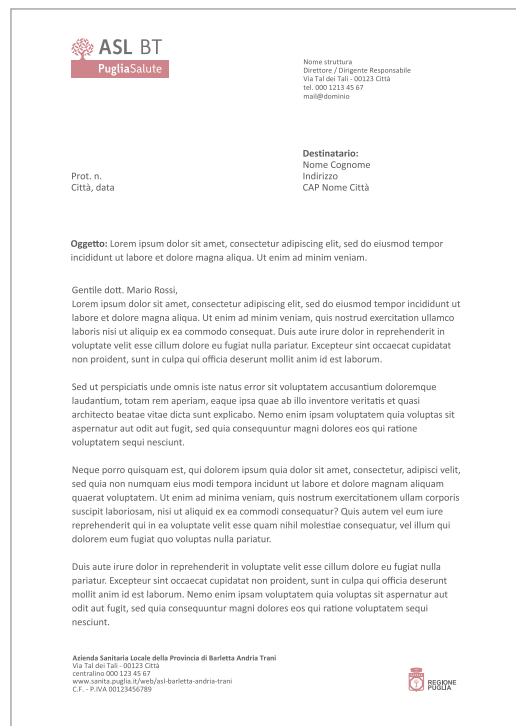 ASL BT
PugliaSalute
Nome struttura
Direttore / Dirigente Responsabile
Via Tal dei Tali - 00123 Città
tel. 000 1213 45 67
mail@dominio
Destinatario:
Nome Cognome
Prot. n.
Indirizzo
Città, data
CAP Nome Città
Oggetto: Lorem ipsum dolor sit amet, consectetur adipiscing elit, sed do eiusmod tempor
incididunt ut labore et dolore magna aliqua. Ut enim ad minim veniam.
Gentile dott. Mario Rossi,
Lorem ipsum dolor sit amet, consectetur adipiscing elit, sed do eiusmod tempor incididunt ut
labore et dolore magna aliqua. Ut enim ad minim veniam, quis nostrud exercitation ullamco
laboris nisi ut aliquip ex ea commodo consequat. Duis aute irure dolor in reprehenderit in
voluptate velit esse cillum dolore eu fugiat nulla pariatur. Excepteur sint occaecat cupidatat
non proident, sunt in culpa qui officia deserunt mollit anim id est laborum.
Sed ut perspiciatis unde omnis iste natus error sit voluptatem accusantium doloremque
laudantium, totam rem aperiam, eaque ipsa quae ab illo inventore veritatis et quasi
architecto beatae vitae dicta sunt explicabo. Nemo enim ipsam voluptatem quia voluptas sit
aspernatur aut odit aut fugit, sed quia consequuntur magni dolores eos qui ratione
voluptatem sequi nesciunt.
Neque porro quisquam est, qui dolorem ipsum quia dolor sit amet, consectetur, adipisci velit,
sed quia non numquam eius modi tempora incidunt ut labore et dolore magnam aliquam
quaerat voluptatem. Ut enim ad minima veniam, quis nostrum exercitationem ullam corporis
suscipit laboriosam, nisi ut aliquid ex ea commodi consequatur? Quis autem vel eum iure
reprehenderit qui in ea voluptate velit esse quam nihil molestiae consequatur, vel illum qui
dolorem eum fugiat quo voluptas nulla pariatur.
Duis aute irure dolor in reprehenderit in voluptate velit esse cillum dolore eu fugiat nulla
pariatur. Excepteur sint occaecat cupidatat non proident, sunt in culpa qui officia deserunt
mollit anim id est laborum. Nemo enim ipsam voluptatem quia voluptas sit aspernatur aut
odit aut fugit, sed quia consequuntur magni dolores eos qui ratione voluptatem sequi
nesciunt.
Azienda Sanitaria Locale della Provincia di Barletta Andria Trani
Via Tal dei Tali - 00123 Città
centralino 000 123 45 67
www.sanita.puglia.it/web/asl-barletta-andria-trani
C.F. - P.IVA 00123456789
REGIONE
PUGLIA